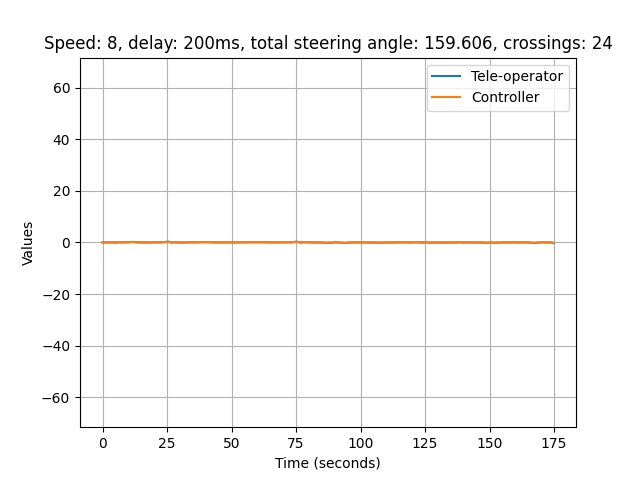 Speed: 8, delay: 200ms, total steering angle: 159.606, crossings: 24
Tele-operator
Controller
60
40
20
0
−20
−40
−60
Values
0 25 50 75 100 125 150 175
Time (seconds)